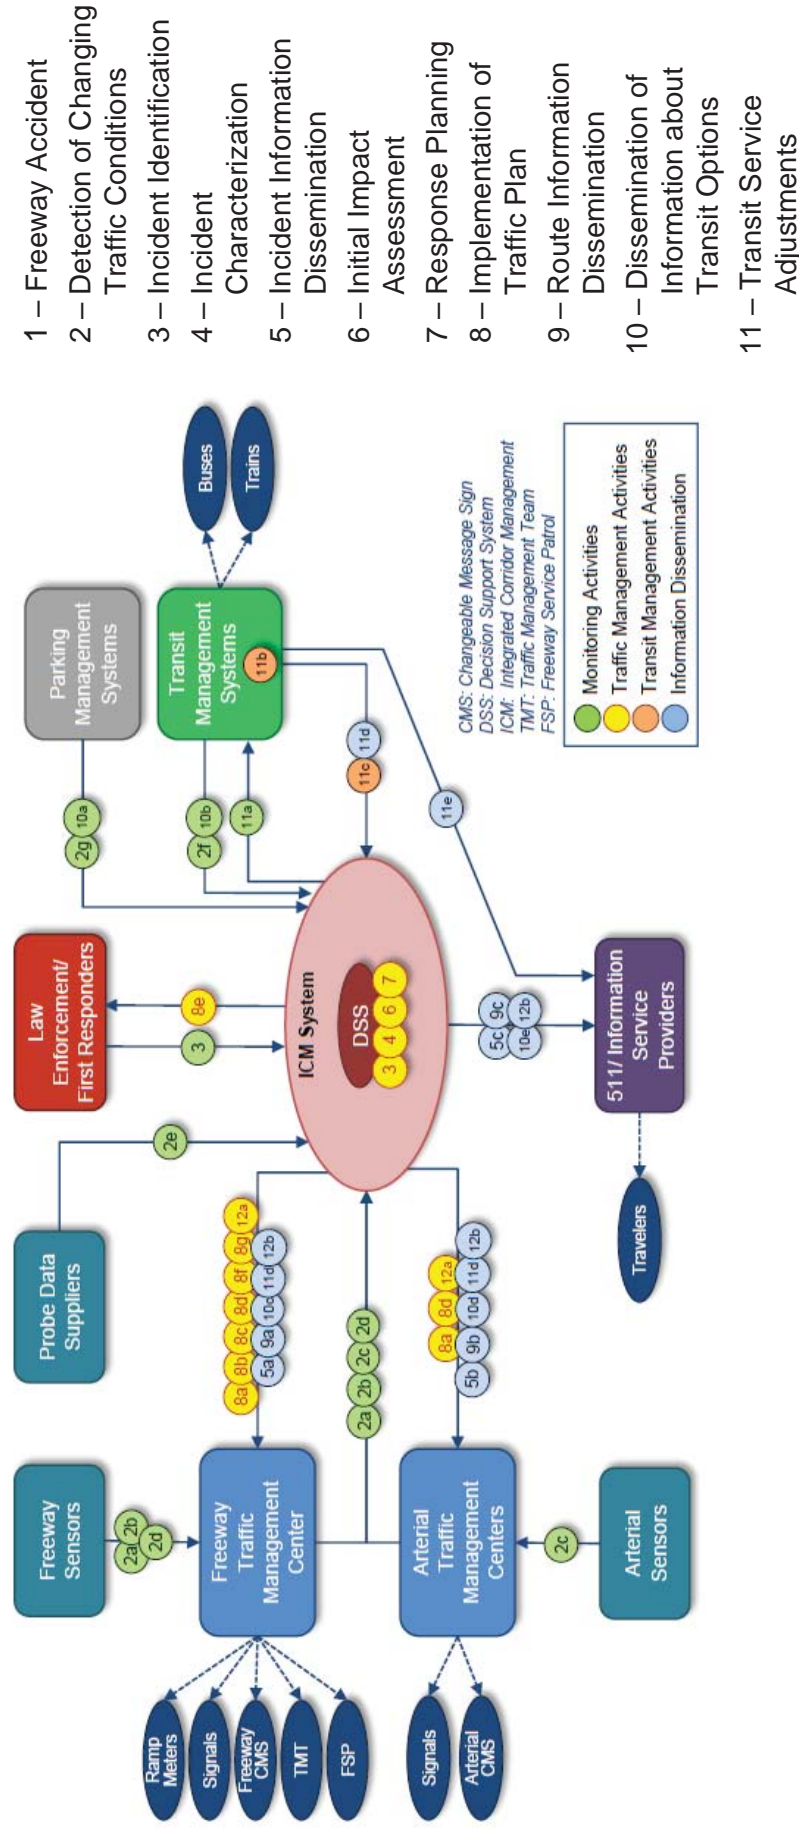 Freeway
Sensors
Probe Data
Suppliers
Law
Enforcement/
First Responders
Parking
Management
Systems
2a
2b
2d
2e
3
8e
2g
10a
Ramp
Meters
Signals
Freeway
CMS
TMT
FSP
Freeway
Traffic
Management
Center
8a
8b
8c
8d
8f
8g
12a
5a
9a
10c
11d
12b
2f
10b
11a
Transit
Management
Systems
11b
Buses
Trains
ICM System
DSS
3
4
6
7
2a
2b
2c
2d
11c
11d
Signals
Arterial
CMS
Arterial
Traffic
Management
Centers
8a
8d
12a
5b
9b
10d
11d
12b
5c
9c
10e
12b
11e
2c
Arterial
Sensors
Travelers
511/ Information
Service
Providers
CMS: Changeable Message Sign
DSS: Decision Support System
ICM: Integrated Corridor Management
TMT: Traffic Management Team
FSP: Freeway Service Patrol
Monitoring Activities
Traffic Management Activities
Transit Management Activities
Information Dissemination
1 – Freeway Accident
2 – Detection of Changing
Traffic Conditions
3 – Incident Identification
4 – Incident
Characterization
5 – Incident Information
Dissemination
6 – Initial Impact
Assessment
7 – Response Planning
8 – Implementation of
Traffic Plan
9 – Route Information
Dissemination
10 – Dissemination of
Information about
Transit Options
11 – Transit Service
Adjustments